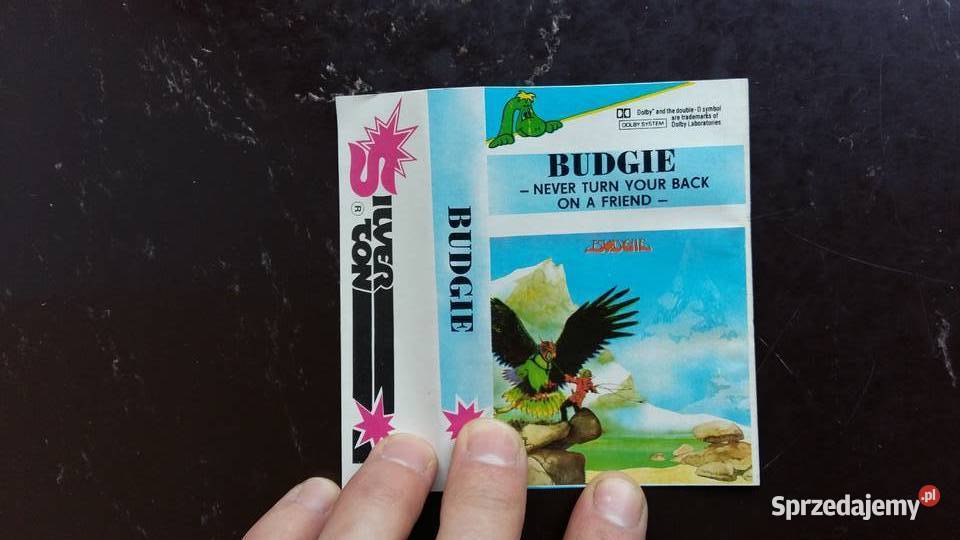 SILVER
TON
®
BUDGIE
DOLBY SYSTEM
Dolby* and the double-D symbol
are trademarks of
Dolby Laboratories
BUDGIE
– NEVER TURN YOUR BACK
ON A FRIEND –
BUDGIE
Sprzedajemy.pl